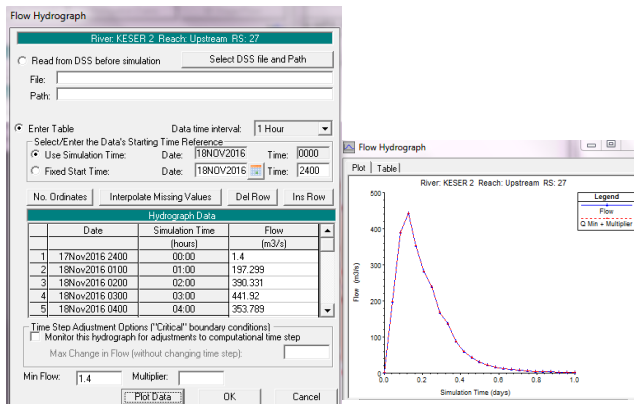 Flow Hydrograph
River: KESER 2 Reach: Upstream RS: 27
Read from DSS before simulation
Select DSS file and Path
File:
Path:
Enter Table
Data time interval:
1 Hour
Select/Enter the Data's Starting Time Reference
Use Simulation Time:
Date:
18NOV2016
Time:
0000
Fixed Start Time:
Date:
18NOV2016
Time:
2400
No. Ordinates
Interpolate Missing Values
Del Row
Ins Row
Hydrograph Data
Date
Simulation Time
Flow
(hours)
(m3/s)
1 17Nov2016 2400 00:00 1.4
2 18Nov2016 0100 01:00 197.299
3 18Nov2016 0200 02:00 390.331
4 18Nov2016 0300 03:00 441.92
5 18Nov2016 0400 04:00 353.789
Time Step Adjustment Options ("Critical" boundary conditions)
Monitor this hydrograph for adjustments to computational time step
Max Change in Flow (without changing time step):
Min Flow:
1.4
Multiplier:
Plot Data
OK
Cancel
Flow Hydrograph
Plot
Table
River: KESER 2 Reach: Upstream RS: 27
Legend
Flow
Q Min + Multiplier
500
400
300
200
100
0
Flow (m3/s)
0.0 0.2 0.4 0.6 0.8 1.0
Simulation Time (days)